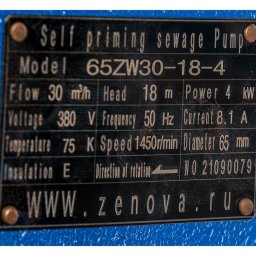 Self priming sewage Pump
Model 65ZW30-18-4
Flow 30 m³/h Head 18 m Power 4 kW
Voltage 380 V Frequency 50 Hz Current 8.1 A
Temperature 75 K Speed 1450r/min Diameter 65 mm
Insulation E Direction of rotation NO 21090079
WWW.zenova.ru